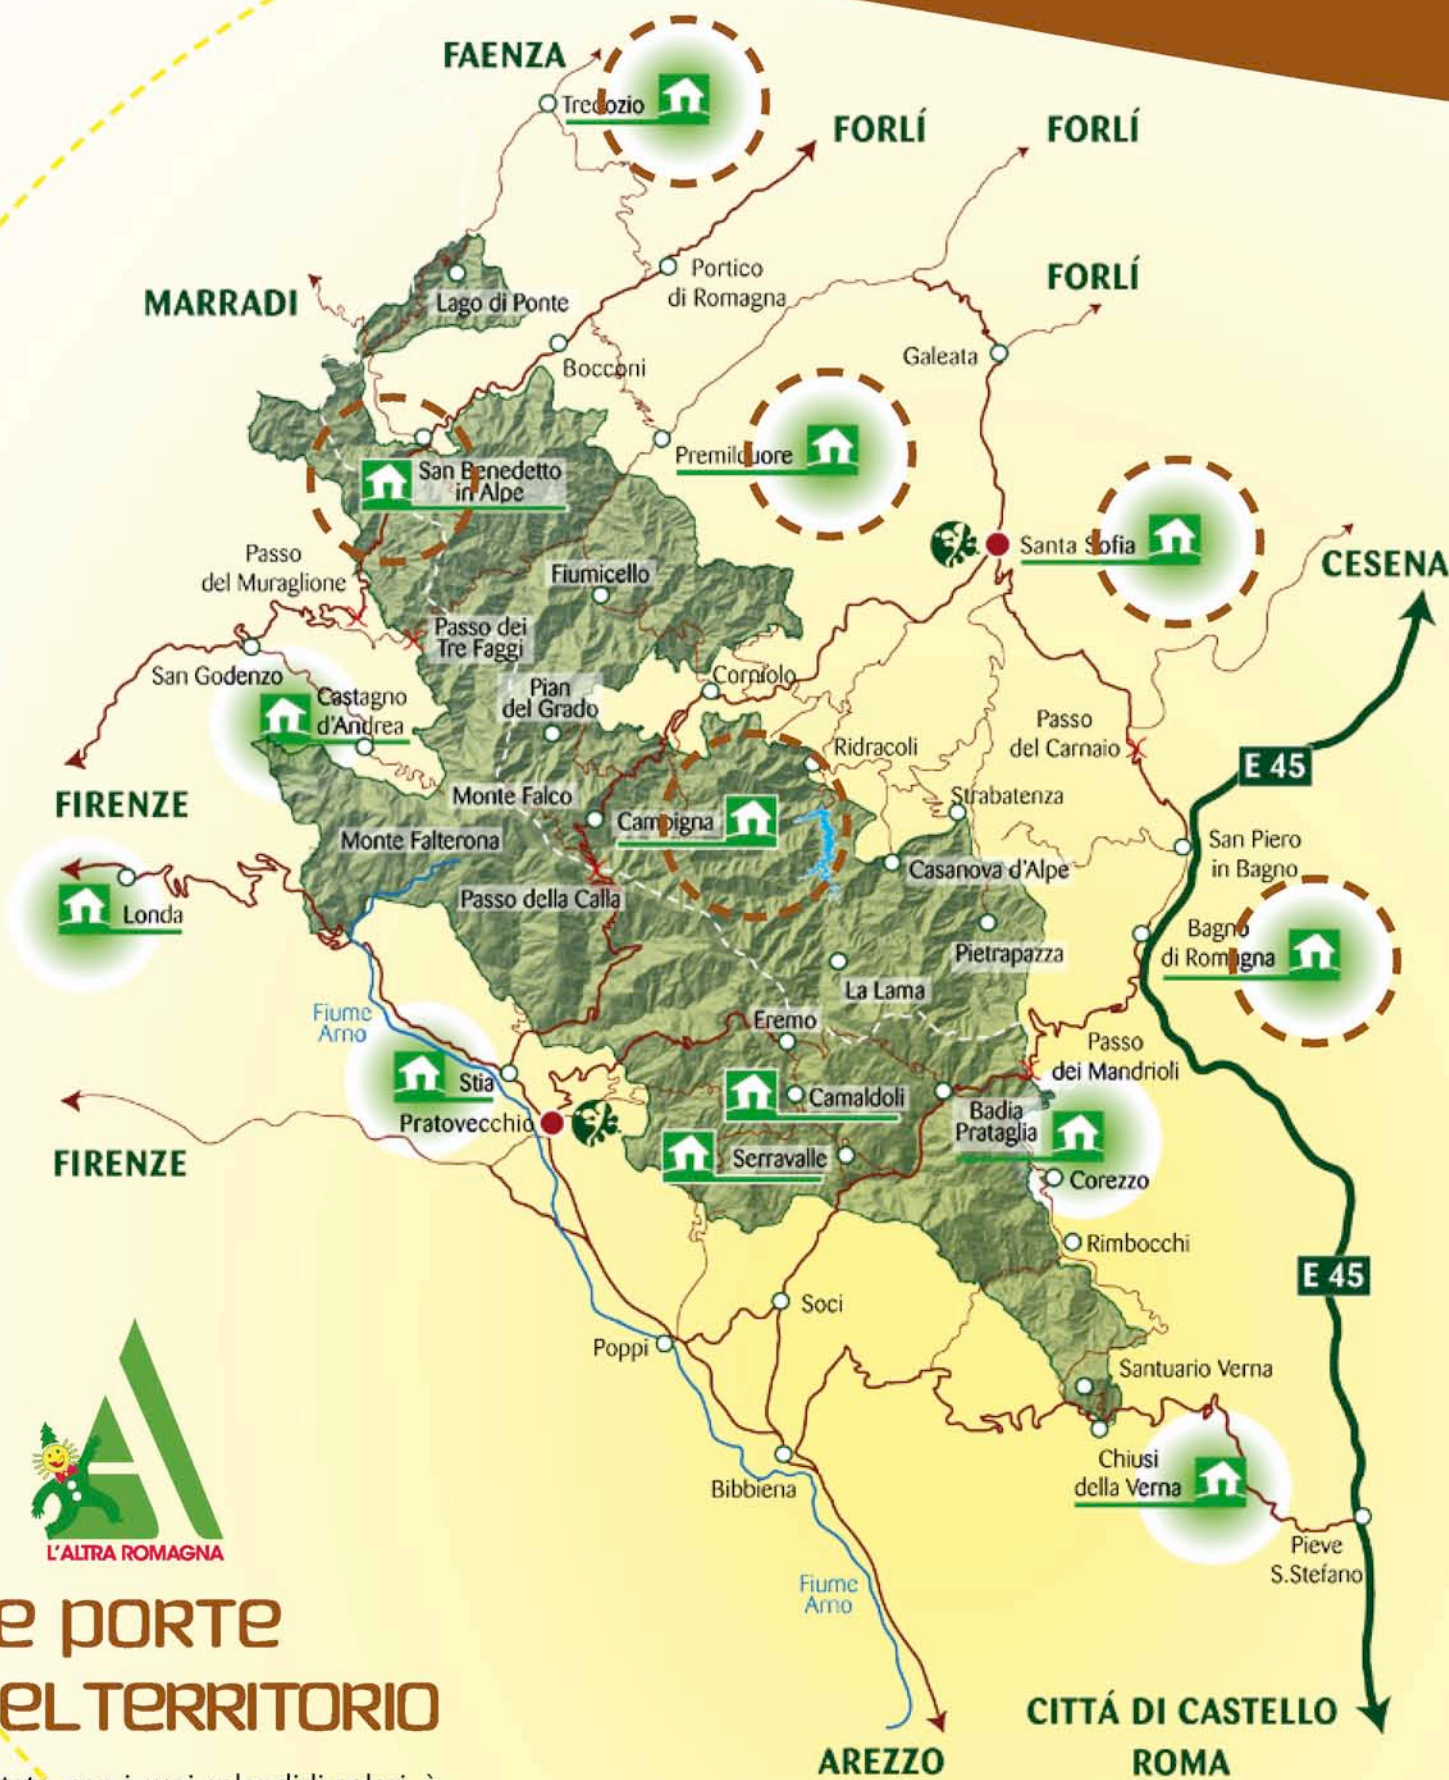 FAENZA
Tredozio
FORLÍ
FORLÍ
Portico
di Romagna
MARRADI
Lago di Ponte
FORLÍ
Bocconi
Galeata
Premilcuore
San Benedetto
in Alpe
Santa Sofia
Passo
del Muraglione
Fiumicello
CESENA
Passo dei
Tre Faggi
San Godenzo
Castagno
d'Andrea
Corniolo
Pian
del Grado
Passo
del Carnaio
Ridracoli
E 45
FIRENZE
Monte Falco
Strabatenza
Campigna
Monte Falterona
San Piero
in Bagno
Casanova d'Alpe
Passo della Calla
Londa
Bagno
di Romagna
Pietrapazza
La Lama
Fiume
Arno
Eremo
Passo
dei Mandrioli
Stia
Camaldoli
Pratovecchio
Badia
Prataglia
FIRENZE
Serravalle
Corezzo
Rimbocchi
E 45
Soci
Poppi
Santuario Verna
Chiusi
della Verna
Bibbiena
L'ALTRA ROMAGNA
Pieve
S.Stefano
Fiume
Arno
e PORTE
eL TeRRITORIO
CITTÁ DI CASTELLO
ROMA
AREZZO